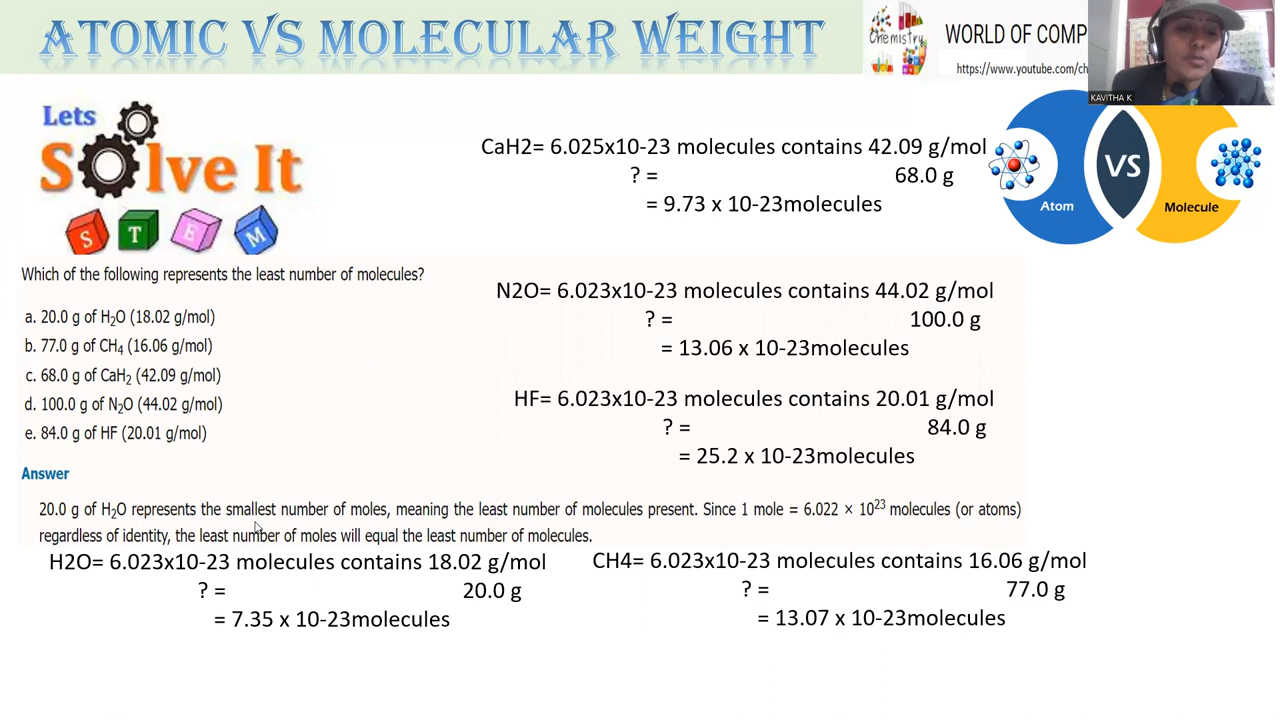 ATOMIC VS MOLECULAR WEIGHT
Chemistry
WORLD OF COMP
https://www.youtube.com/ch
KAVITHA K
Lets
Solve It
S T E M
CaH2= 6.025x10-23 molecules contains 42.09 g/mol
? = 68.0 g
= 9.73 x 10-23molecules
Atom
VS
Molecule
Which of the following represents the least number of molecules?
a. 20.0 g of H₂O (18.02 g/mol)
b. 77.0 g of CH₄ (16.06 g/mol)
c. 68.0 g of CaH₂ (42.09 g/mol)
d. 100.0 g of N₂O (44.02 g/mol)
e. 84.0 g of HF (20.01 g/mol)
N2O= 6.023x10-23 molecules contains 44.02 g/mol
? = 100.0 g
= 13.06 x 10-23molecules
HF= 6.023x10-23 molecules contains 20.01 g/mol
? = 84.0 g
= 25.2 x 10-23molecules
Answer
20.0 g of H₂O represents the smallest number of moles, meaning the least number of molecules present. Since 1 mole = 6.022 × 10²³ molecules (or atoms)
regardless of identity, the least number of moles will equal the least number of molecules.
H2O= 6.023x10-23 molecules contains 18.02 g/mol
? = 20.0 g
= 7.35 x 10-23molecules
CH4= 6.023x10-23 molecules contains 16.06 g/mol
? = 77.0 g
= 13.07 x 10-23molecules